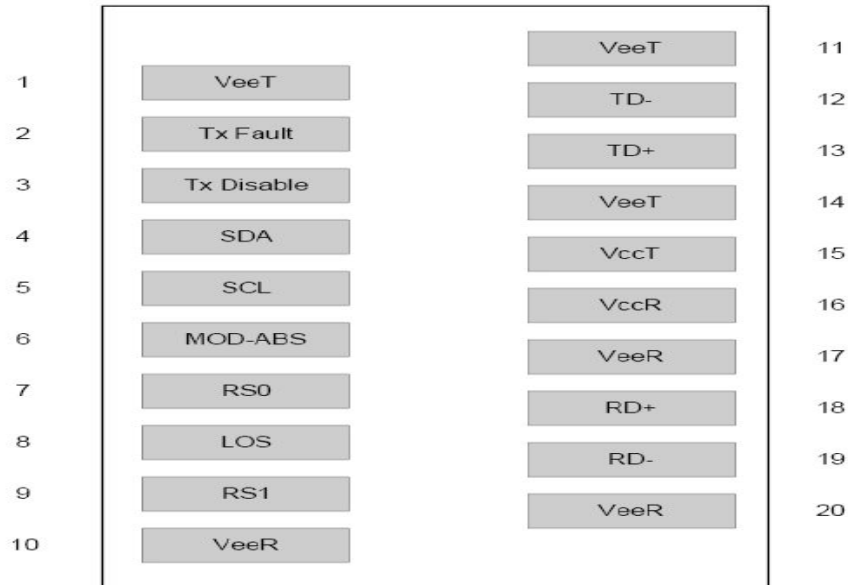 VeeT 11
1 VeeT
TD- 12
2 Tx Fault
TD+ 13
3 Tx Disable
VeeT 14
4 SDA
VccT 15
5 SCL
VccR 16
6 MOD-ABS
VeeR 17
7 RS0
RD+ 18
8 LOS
RD- 19
9 RS1
VeeR 20
10 VeeR